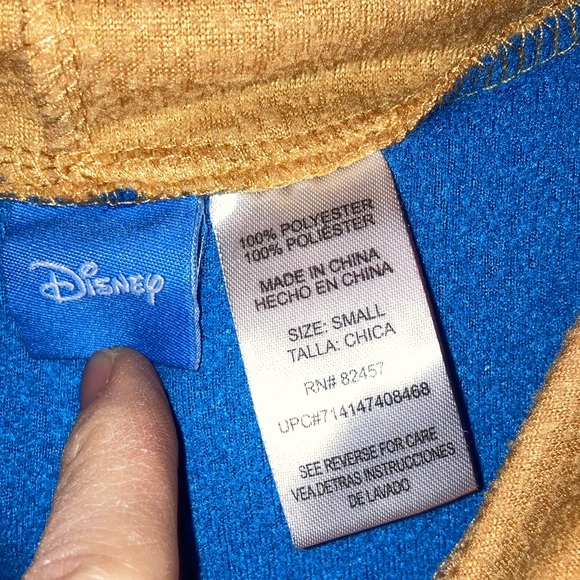 Disney
100% POLYESTER
100% POLIÉSTER
MADE IN CHINA
HECHO EN CHINA
SIZE: SMALL
TALLA: CHICA
RN# 82457
UPC#714147408468
SEE REVERSE FOR CARE
VEA DETRAS INSTRUCCIONES
DE LAVADO